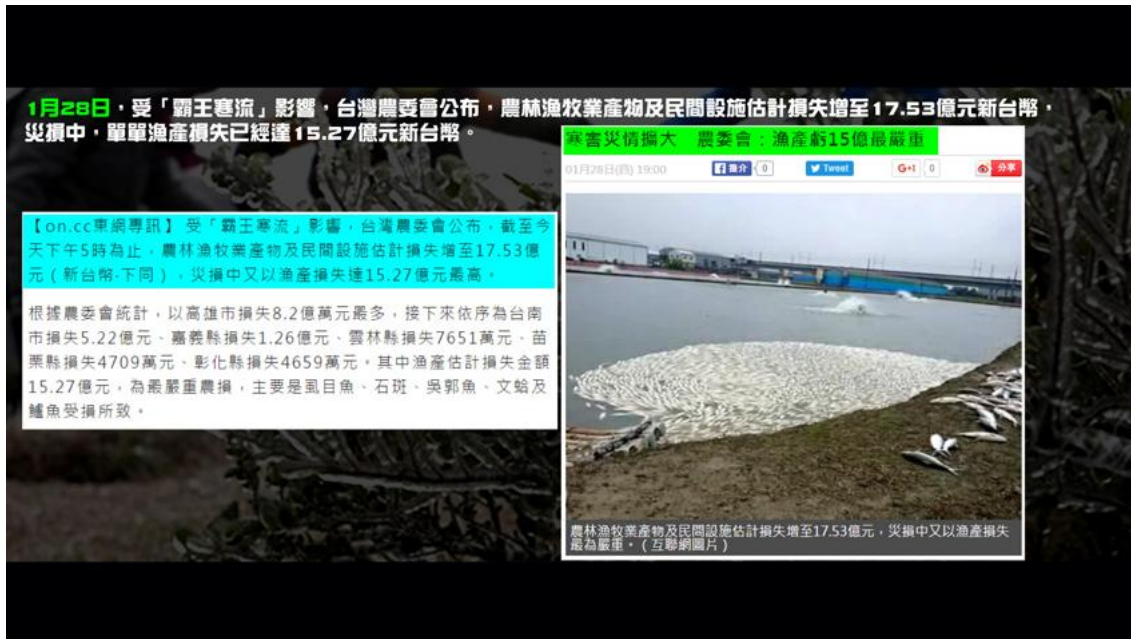 1月28日，受「霸王寒流」影響，台灣農委會公布，農林漁牧業產物及民間設施估計損失增至17.53億元新台幣，
災損中，單單漁產損失已經達15.27億元新台幣。
寒害災情擴大　農委會：漁產虧15億最嚴重
01月28日(四) 19:00 推介 0 Tweet G+1 0 分享
【on.cc東網專訊】 受「霸王寒流」影響，台灣農委會公布，截至今
天下午5時為止，農林漁牧業產物及民間設施估計損失增至17.53億
元（新台幣‧下同），災損中又以漁產損失達15.27億元最高。
根據農委會統計，以高雄市損失8.2億萬元最多，接下來依序為台南
市損失5.22億元、嘉義縣損失1.26億元、雲林縣損失7651萬元、苗
栗縣損失4709萬元、彰化縣損失4659萬元。其中漁產估計損失金額
15.27億元，為最嚴重農損，主要是虱目魚、石斑、吳郭魚、文蛤及
鱸魚受損所致。
農林漁牧業產物及民間設施估計損失增至17.53億元，災損中又以漁產損失
最為嚴重。（互聯網圖片）